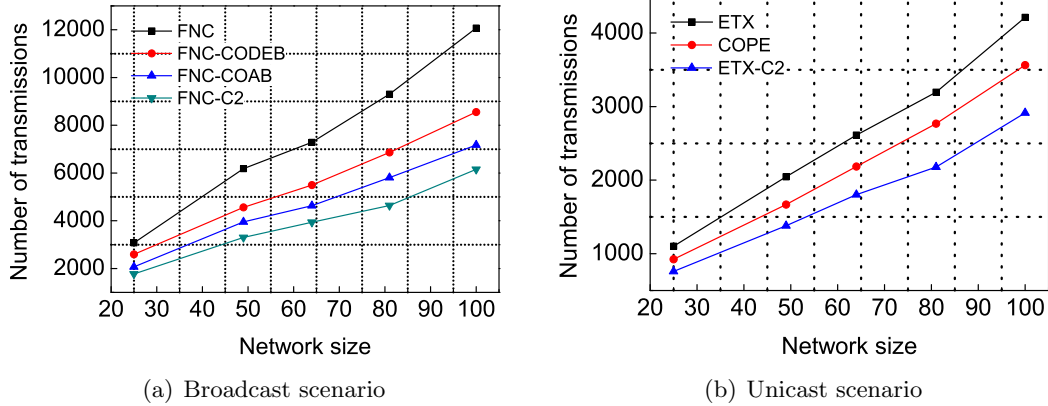 FNC
FNC-CODEB
FNC-COAB
FNC-C2
12000
10000
8000
6000
4000
2000
Number of transmissions
20 30 40 50 60 70 80 90 100
Network size
(a) Broadcast scenario
ETX
COPE
ETX-C2
4000
3000
2000
1000
Number of transmissions
20 30 40 50 60 70 80 90 100
Network size
(b) Unicast scenario